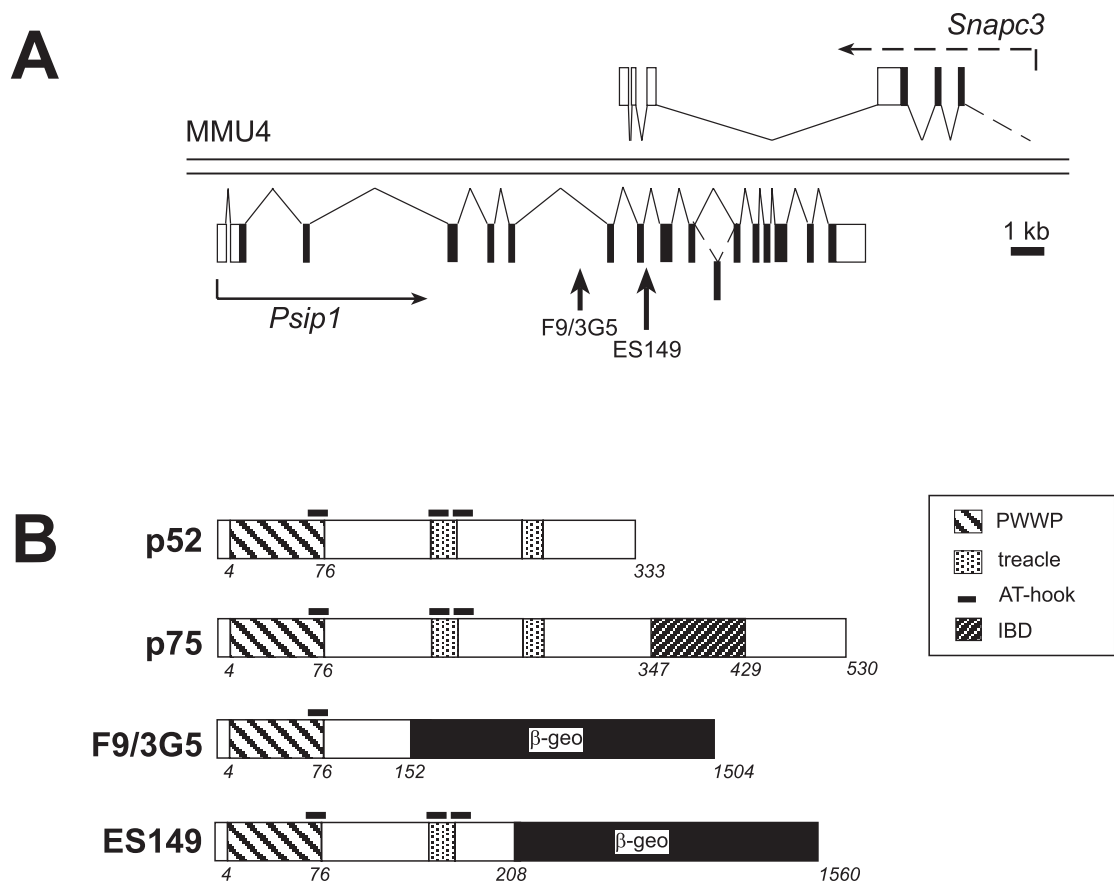 A
Snapc3
MMU4
1 kb
Psip1
F9/3G5
ES149
B
p52
4 76 333
p75
4 76 347 429 530
F9/3G5
β-geo
4 76 152 1504
ES149
β-geo
4 76 208 1560
PWWP
treacle
AT-hook
IBD